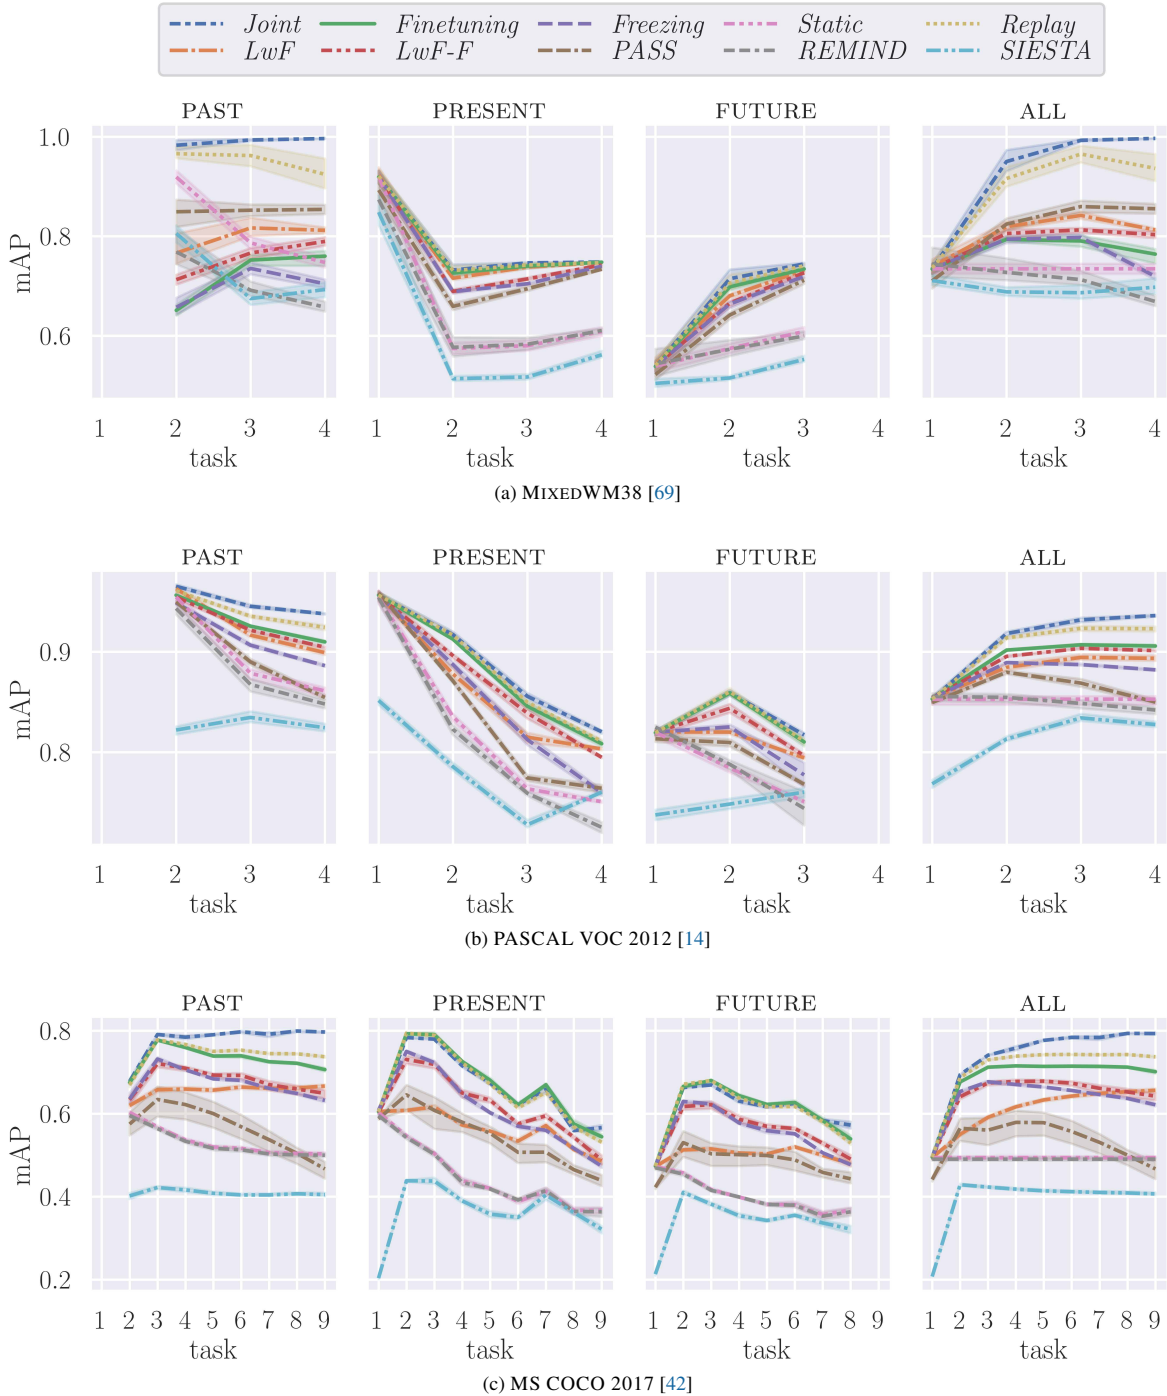 Joint Finetuning Freezing Static Replay
LwF LwF-F PASS REMIND SIESTA
PAST PRESENT FUTURE ALL
mAP
1.0
0.8
0.6
1 2 3 4 1 2 3 4 1 2 3 4 1 2 3 4
task task task task
(a) MIXEDWM38 [69]
PAST PRESENT FUTURE ALL
mAP
0.9
0.8
1 2 3 4 1 2 3 4 1 2 3 4 1 2 3 4
task task task task
(b) PASCAL VOC 2012 [14]
PAST PRESENT FUTURE ALL
mAP
0.8
0.6
0.4
0.2
1 2 3 4 5 6 7 8 9 1 2 3 4 5 6 7 8 9 1 2 3 4 5 6 7 8 9 1 2 3 4 5 6 7 8 9
task task task task
(c) MS COCO 2017 [42]